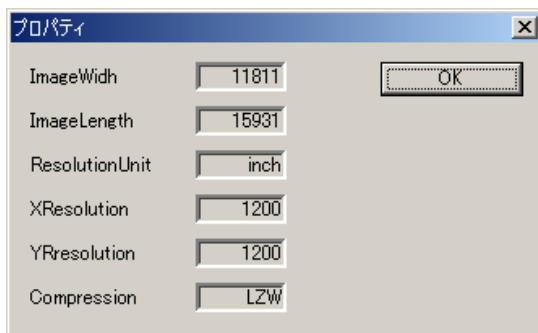 プロパティ
ImageWidh 11811 OK
ImageLength 15931
ResolutionUnit inch
XResolution 1200
YRresolution 1200
Compression LZW